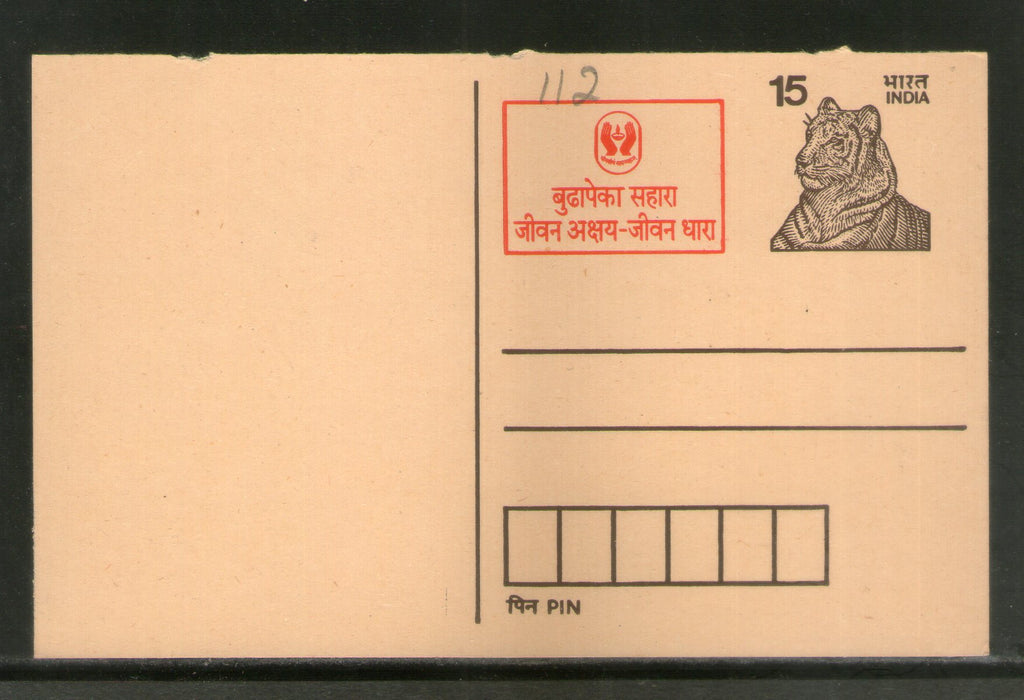 112
15
भारत
INDIA
बुढापेका सहारा
जीवन अक्षय-जीवन धारा
पिन PIN